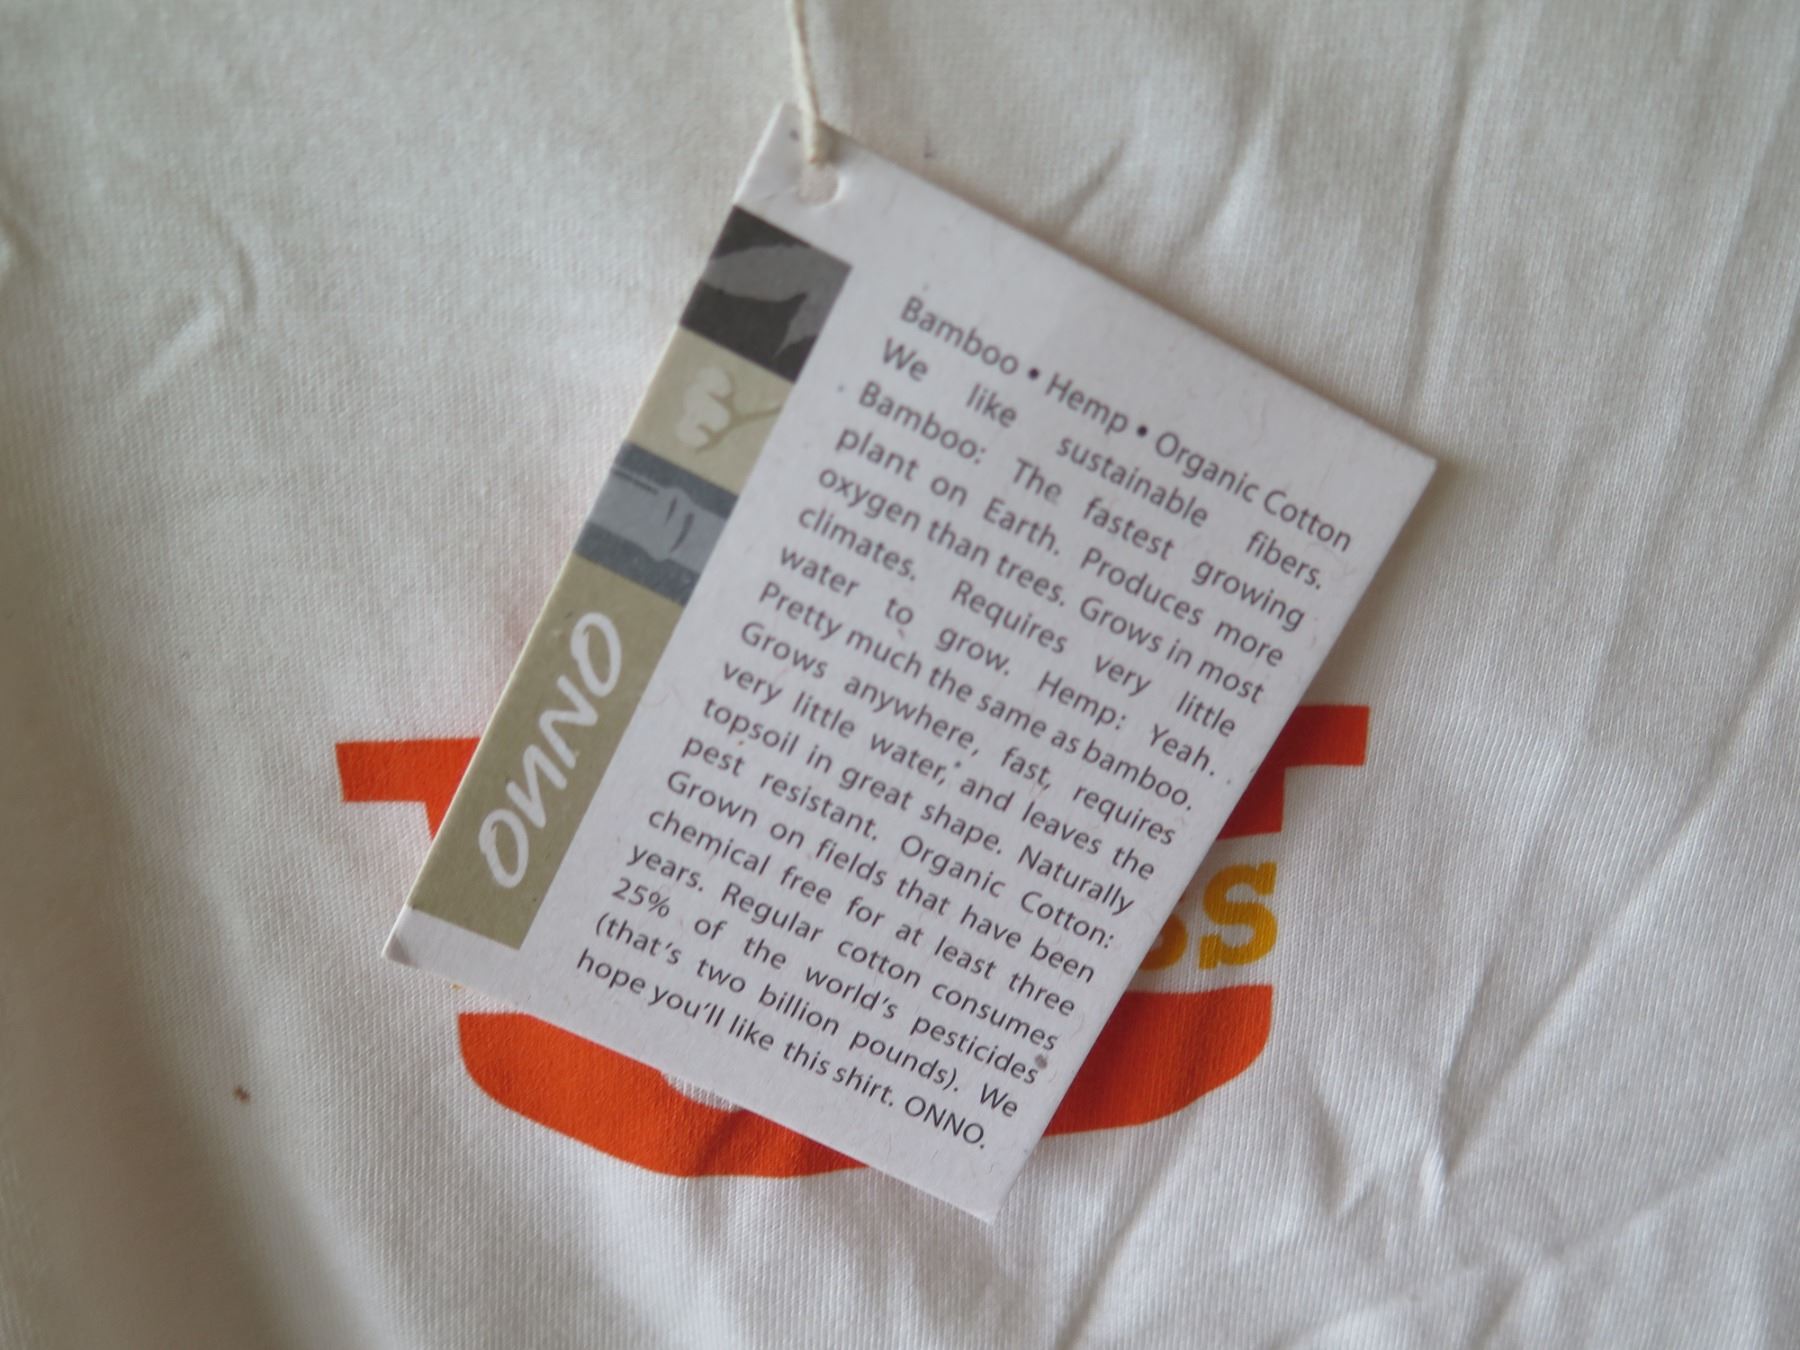 Bamboo • Hemp • Organic Cotton
We like sustainable fibers.
Bamboo: The fastest growing
plant on Earth. Produces more
oxygen than trees. Grows in most
climates. Requires very little
water to grow. Hemp: Yeah.
Pretty much the same as bamboo.
Grows anywhere, fast, requires
very little water, and leaves the
topsoil in great shape. Naturally
pest resistant. Organic Cotton:
Grown on fields that have been
chemical free for at least three
years. Regular cotton consumes
25% of the world's pesticides
(that's two billion pounds). We
hope you'll like this shirt. ONNO.
ONNO